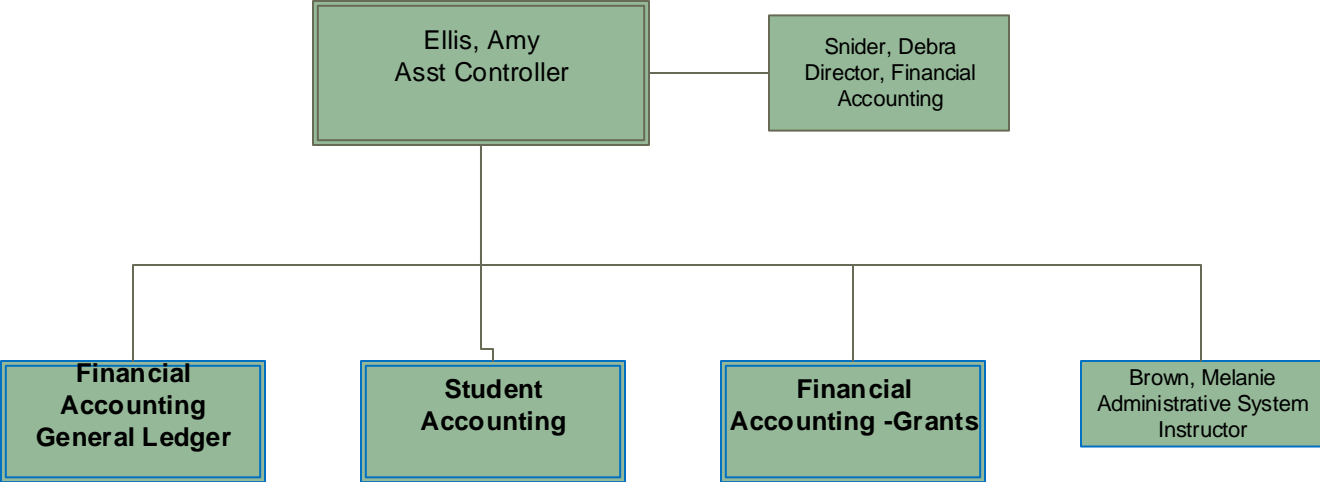 Ellis, Amy
Asst Controller
Snider, Debra
Director, Financial
Accounting
Financial
Accounting
General Ledger
Student
Accounting
Financial
Accounting -Grants
Brown, Melanie
Administrative System
Instructor